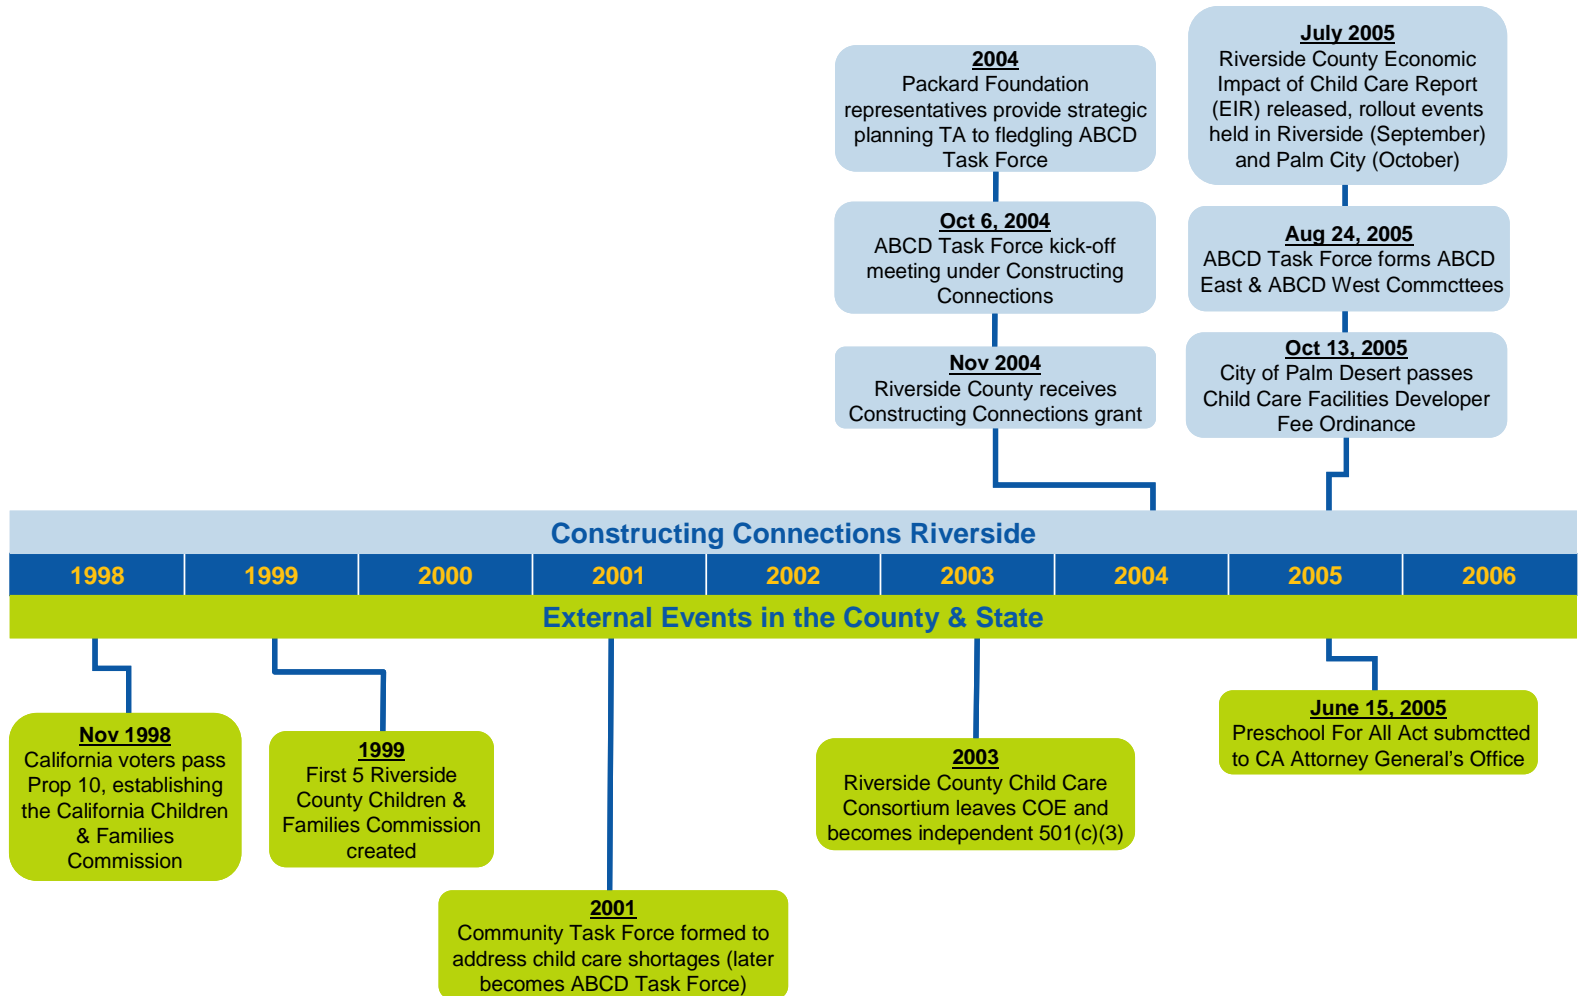 2004
Packard Foundation
representatives provide strategic
planning TA to fledgling ABCD
Task Force
Oct 6, 2004
ABCD Task Force kick-off
meeting under Constructing
Connections
Nov 2004
Riverside County receives
Constructing Connections grant
July 2005
Riverside County Economic
Impact of Child Care Report
(EIR) released, rollout events
held in Riverside (September)
and Palm City (October)
Aug 24, 2005
ABCD Task Force forms ABCD
East & ABCD West Commcttees
Oct 13, 2005
City of Palm Desert passes
Child Care Facilities Developer
Fee Ordinance
Constructing Connections Riverside
1998 1999 2000 2001 2002 2003 2004 2005 2006
External Events in the County & State
Nov 1998
California voters pass
Prop 10, establishing
the California Children
& Families
Commission
1999
First 5 Riverside
County Children &
Families Commission
created
2001
Community Task Force formed to
address child care shortages (later
becomes ABCD Task Force)
2003
Riverside County Child Care
Consortium leaves COE and
becomes independent 501(c)(3)
June 15, 2005
Preschool For All Act submctted
to CA Attorney General's Office